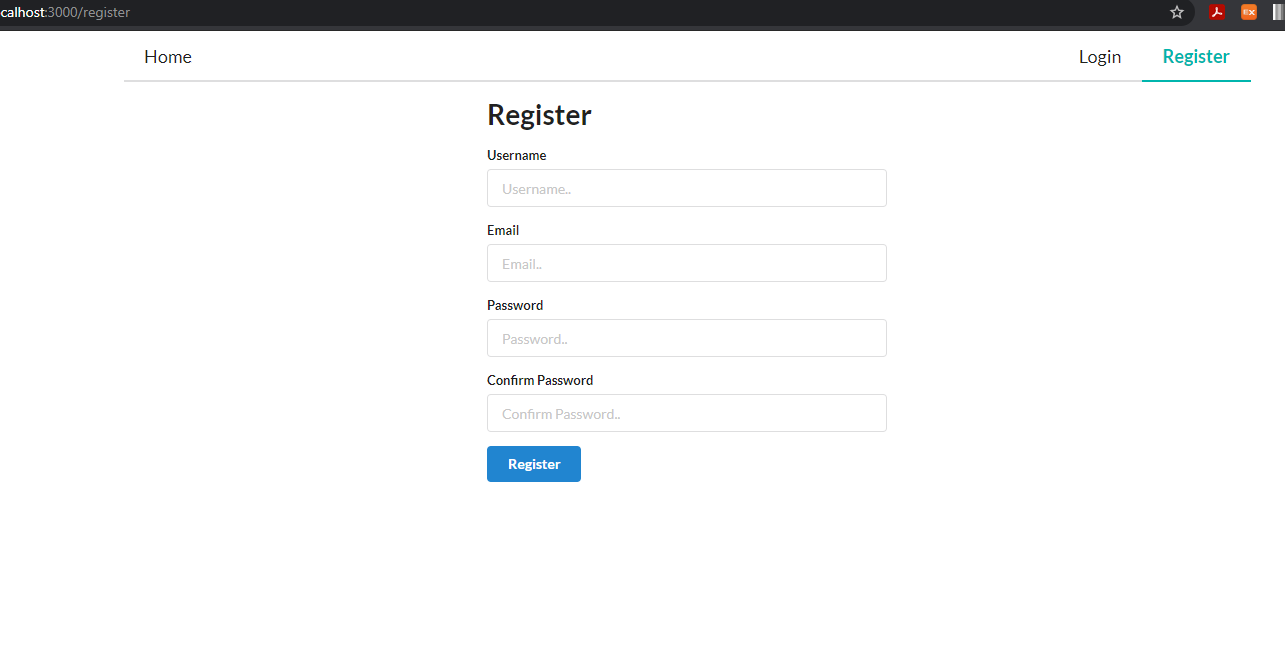 calhost:3000/register
Home Login Register
Register
Username
Username..
Email
Email..
Password
Password..
Confirm Password
Confirm Password..
Register